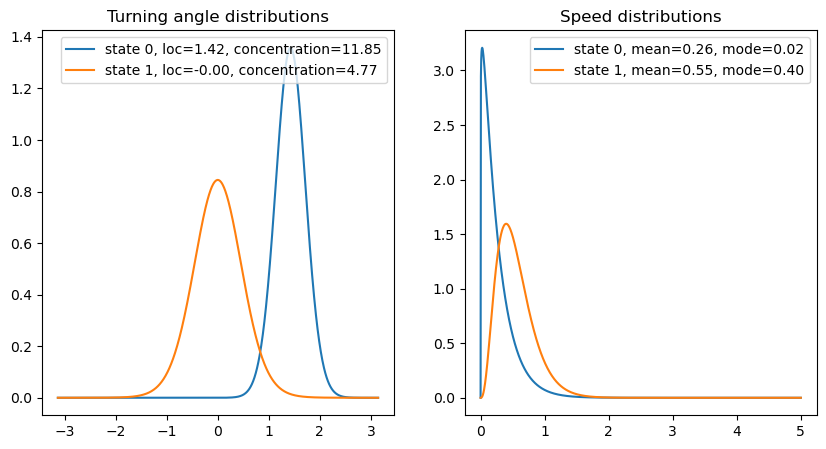 Turning angle distributions
state 0, loc=1.42, concentration=11.85
state 1, loc=-0.00, concentration=4.77
1.4
1.2
1.0
0.8
0.6
0.4
0.2
0.0
−3 −2 −1 0 1 2 3
Speed distributions
state 0, mean=0.26, mode=0.02
state 1, mean=0.55, mode=0.40
3.0
2.5
2.0
1.5
1.0
0.5
0.0
0 1 2 3 4 5